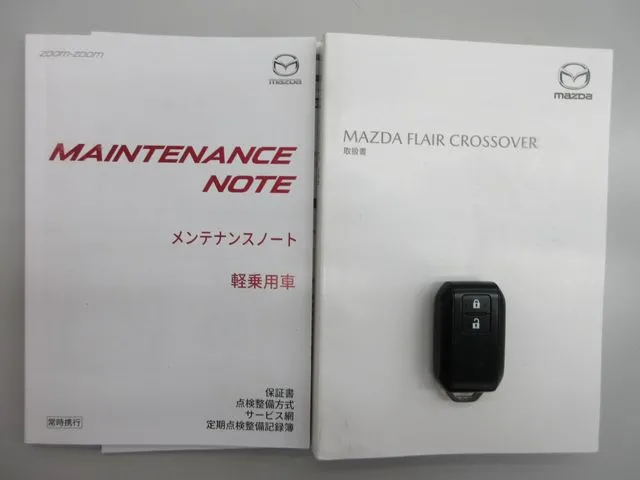 zoom-zoom
mazda
MAINTENANCE
NOTE
メンテナンスノート
軽乗用車
保証書
点検整備方式
サービス網
定期点検整備記録簿
常時携行
mazda
MAZDA FLAIR CROSSOVER
取扱書